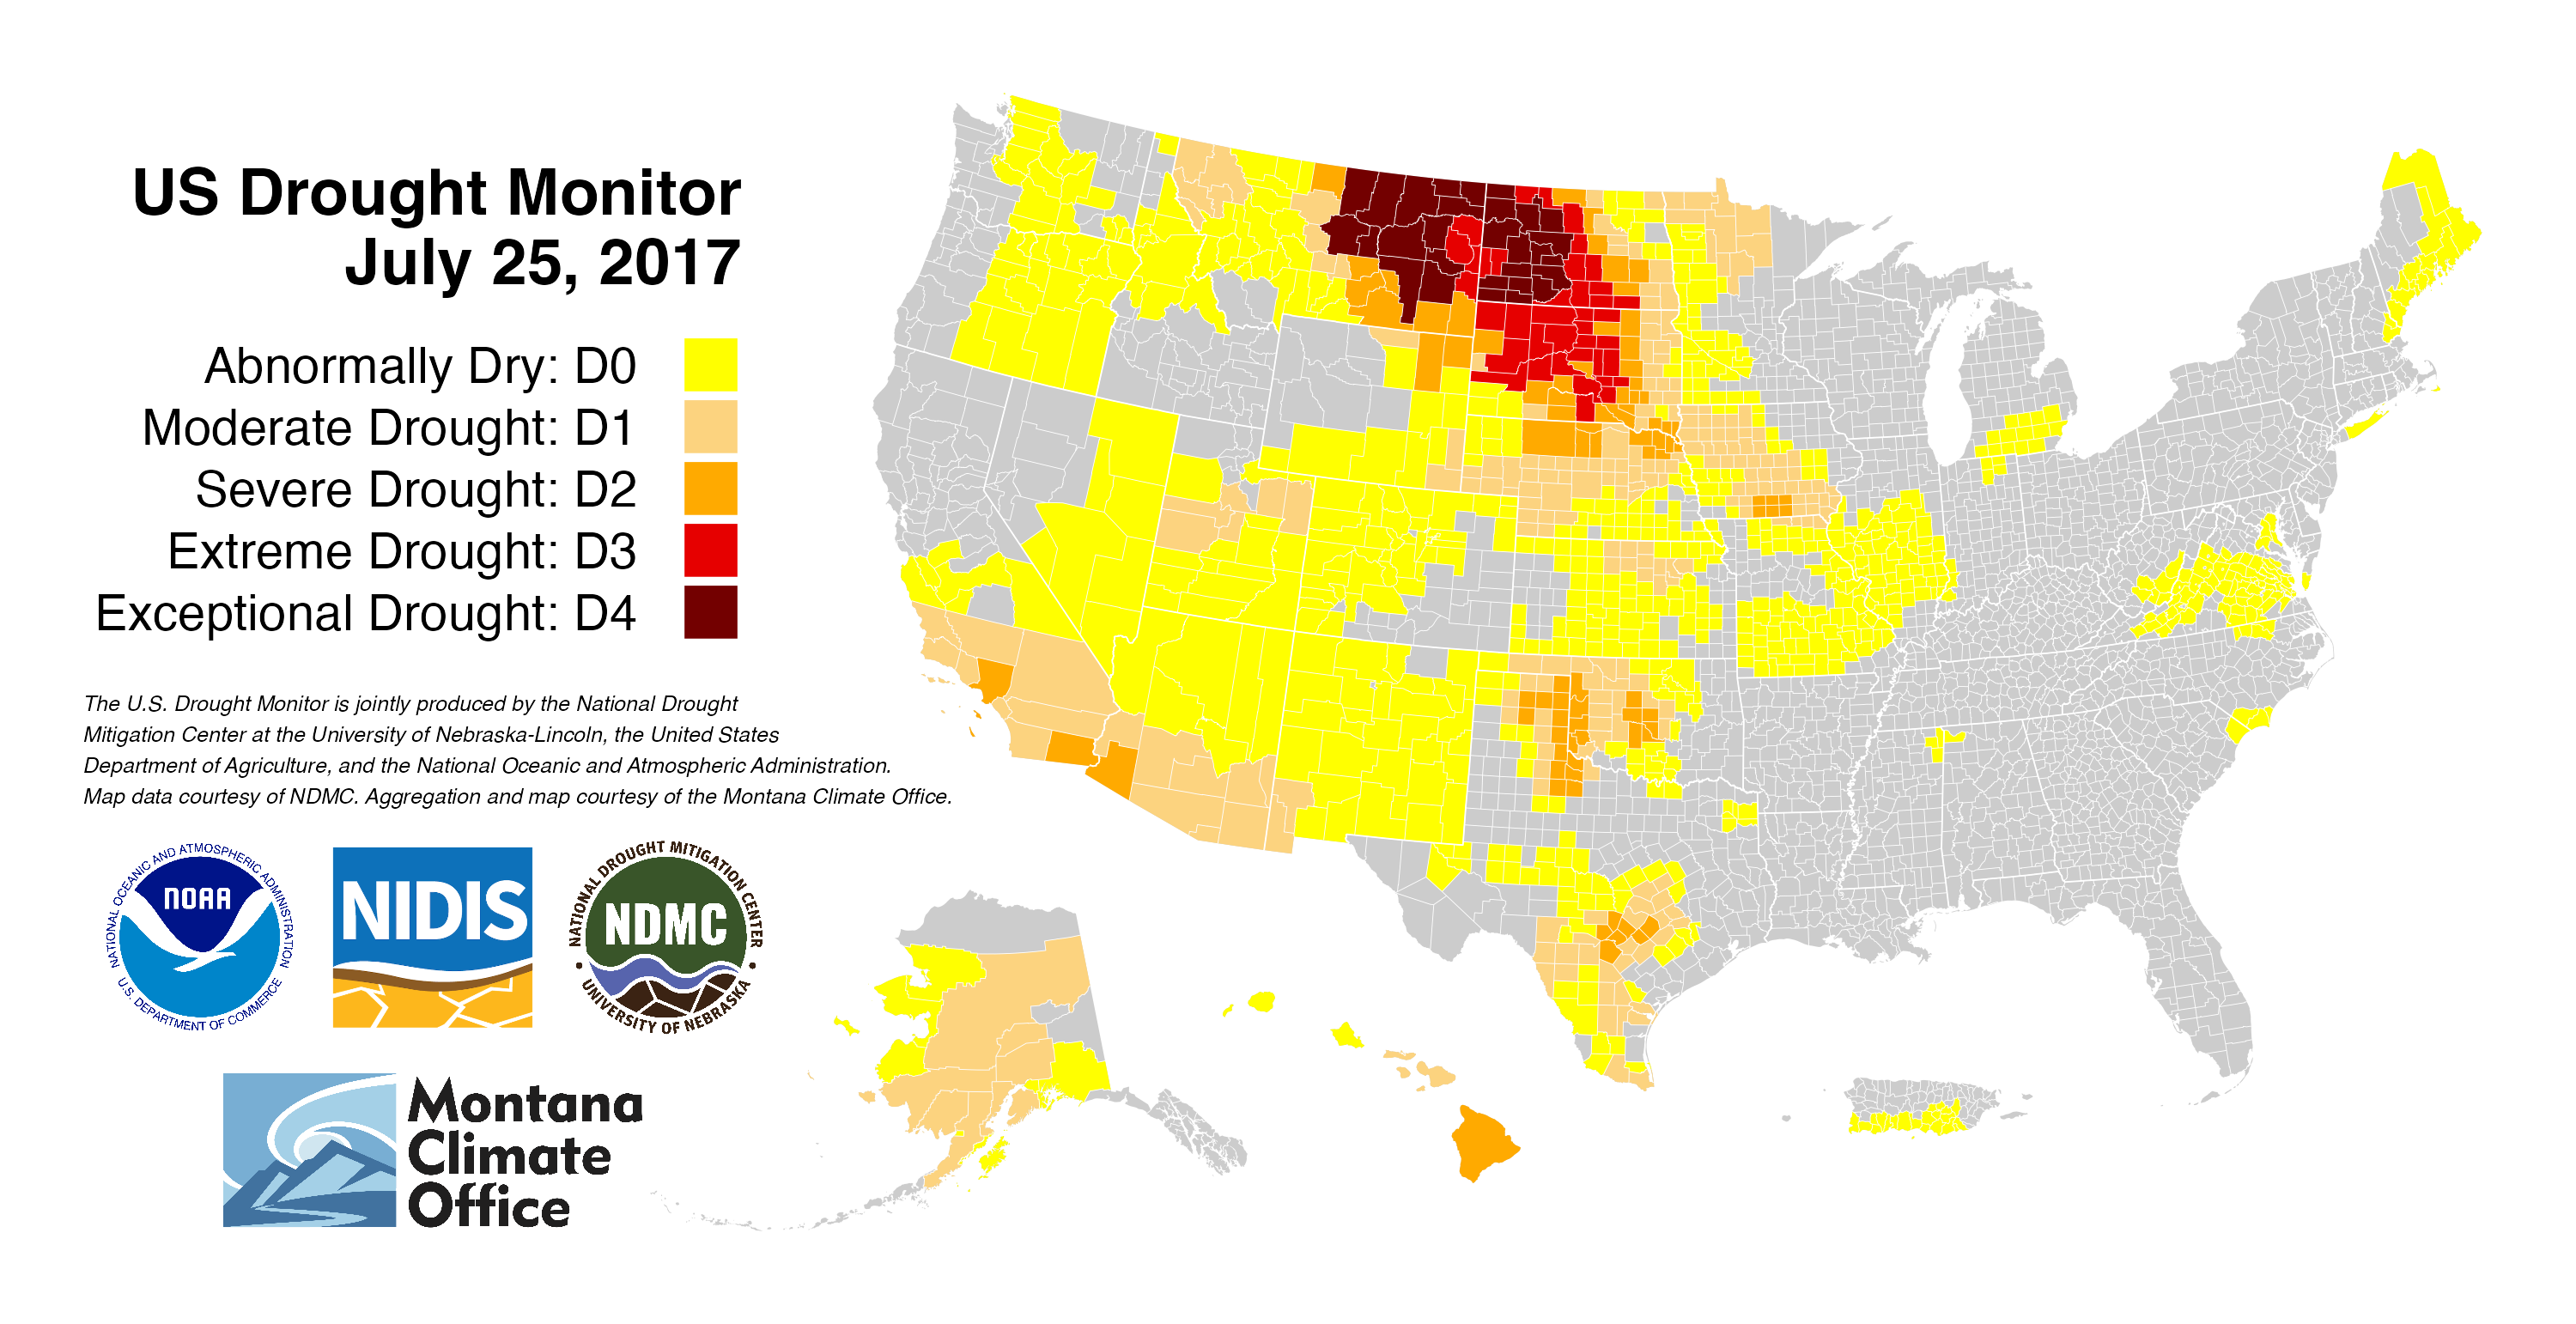 US Drought Monitor
July 25, 2017
Abnormally Dry: D0
Moderate Drought: D1
Severe Drought: D2
Extreme Drought: D3
Exceptional Drought: D4
The U.S. Drought Monitor is jointly produced by the National Drought
Mitigation Center at the University of Nebraska-Lincoln, the United States
Department of Agriculture, and the National Oceanic and Atmospheric Administration.
Map data courtesy of NDMC. Aggregation and map courtesy of the Montana Climate Office.
NATIONAL OCEANIC AND ATMOSPHERIC ADMINISTRATION
NOAA
U.S. DEPARTMENT OF COMMERCE
NIDIS
NATIONAL DROUGHT MITIGATION CENTER
NDMC
UNIVERSITY OF NEBRASKA
Montana
Climate
Office